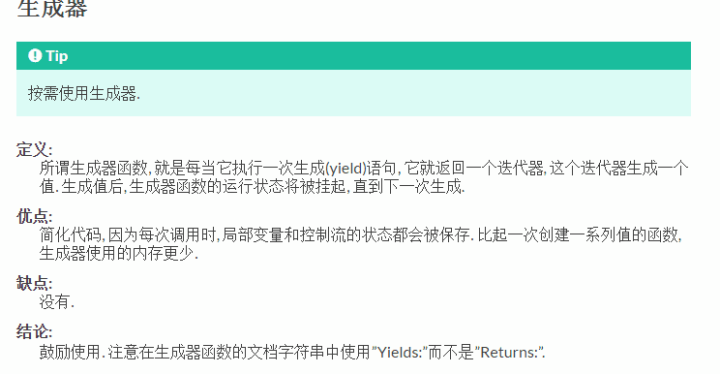 生成器
Tip
按需使用生成器.
定义:
所谓生成器函数,就是每当它执行一次生成(yield)语句,它就返回一个迭代器,这个迭代器生成一个
值.生成值后,生成器函数的运行状态将被挂起,直到下一次生成.
优点:
简化代码,因为每次调用时,局部变量和控制流的状态都会被保存.比起一次创建一系列值的函数,
生成器使用的内存更少.
缺点:
没有.
结论:
鼓励使用.注意在生成器函数的文档字符串中使用”Yields:”而不是”Returns:”.